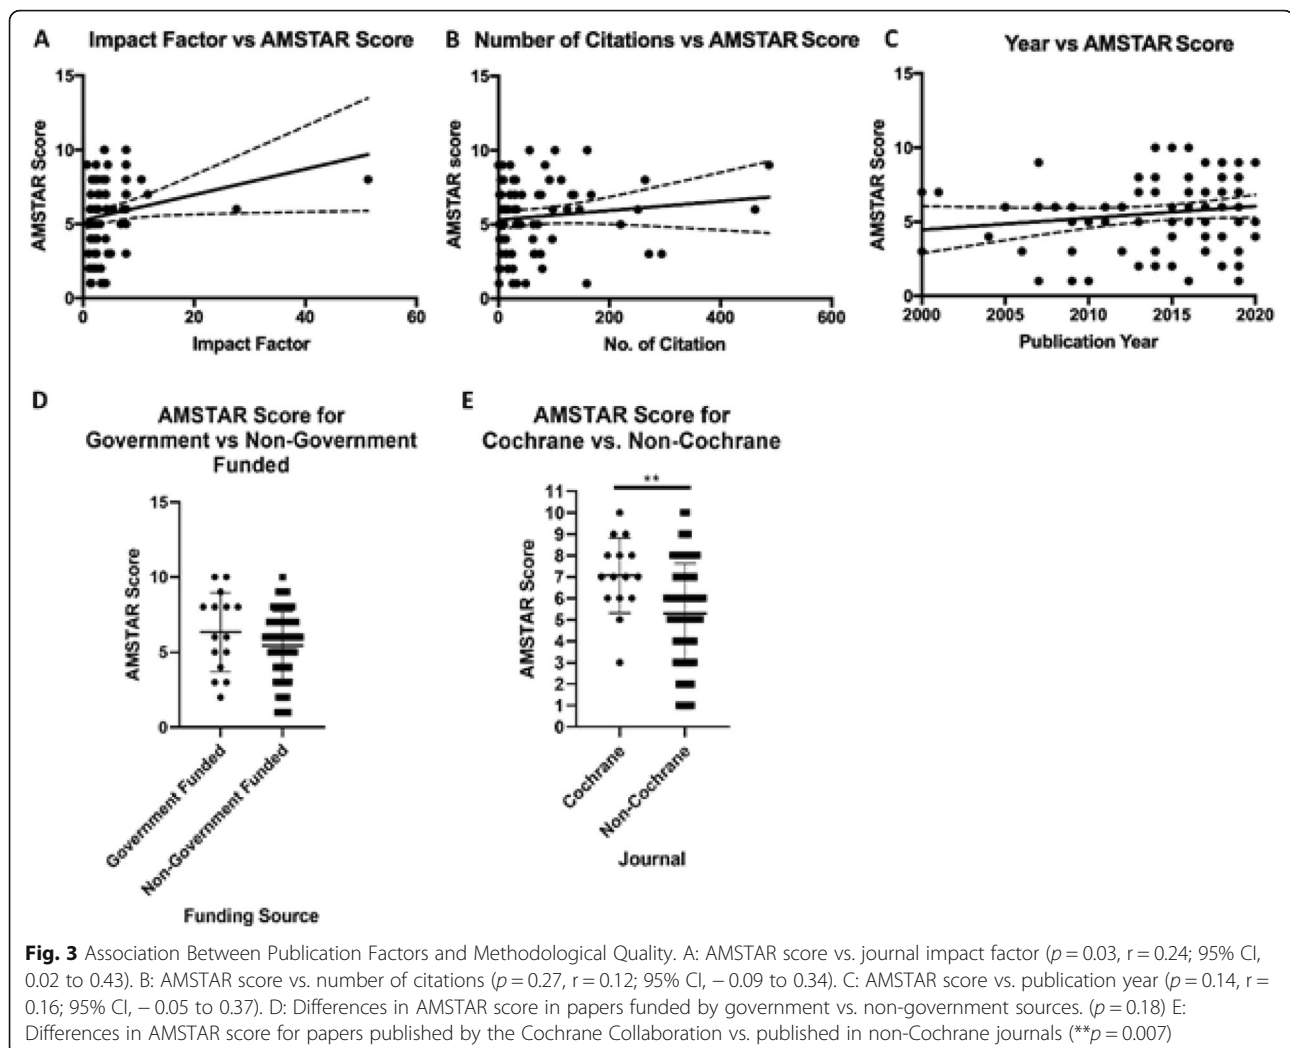 A Impact Factor vs AMSTAR Score
15
10
5
0
AMSTAR Score
0 20 40 60
Impact Factor
B Number of Citations vs AMSTAR Score
15
10
5
0
AMSTAR score
0 200 400 600
No. of Citation
C Year vs AMSTAR Score
15
10
5
0
AMSTAR Score
2000 2005 2010 2015 2020
Publication Year
D
AMSTAR Score for
Government vs Non-Government
Funded
15
10
5
0
AMSTAR Score
Government Funded
Non-Government Funded
Funding Source
E
AMSTAR Score for
Cochrane vs. Non-Cochrane
**
11
10
9
8
7
6
5
4
3
2
1
0
AMSTAR Score
Cochrane
Non-Cochrane
Journal
Fig. 3 Association Between Publication Factors and Methodological Quality. A: AMSTAR score vs. journal impact factor (p = 0.03, r = 0.24; 95% CI,
0.02 to 0.43). B: AMSTAR score vs. number of citations (p = 0.27, r = 0.12; 95% CI, − 0.09 to 0.34). C: AMSTAR score vs. publication year (p = 0.14, r =
0.16; 95% CI, − 0.05 to 0.37). D: Differences in AMSTAR score in papers funded by government vs. non-government sources. (p = 0.18) E:
Differences in AMSTAR score for papers published by the Cochrane Collaboration vs. published in non-Cochrane journals (**p = 0.007)